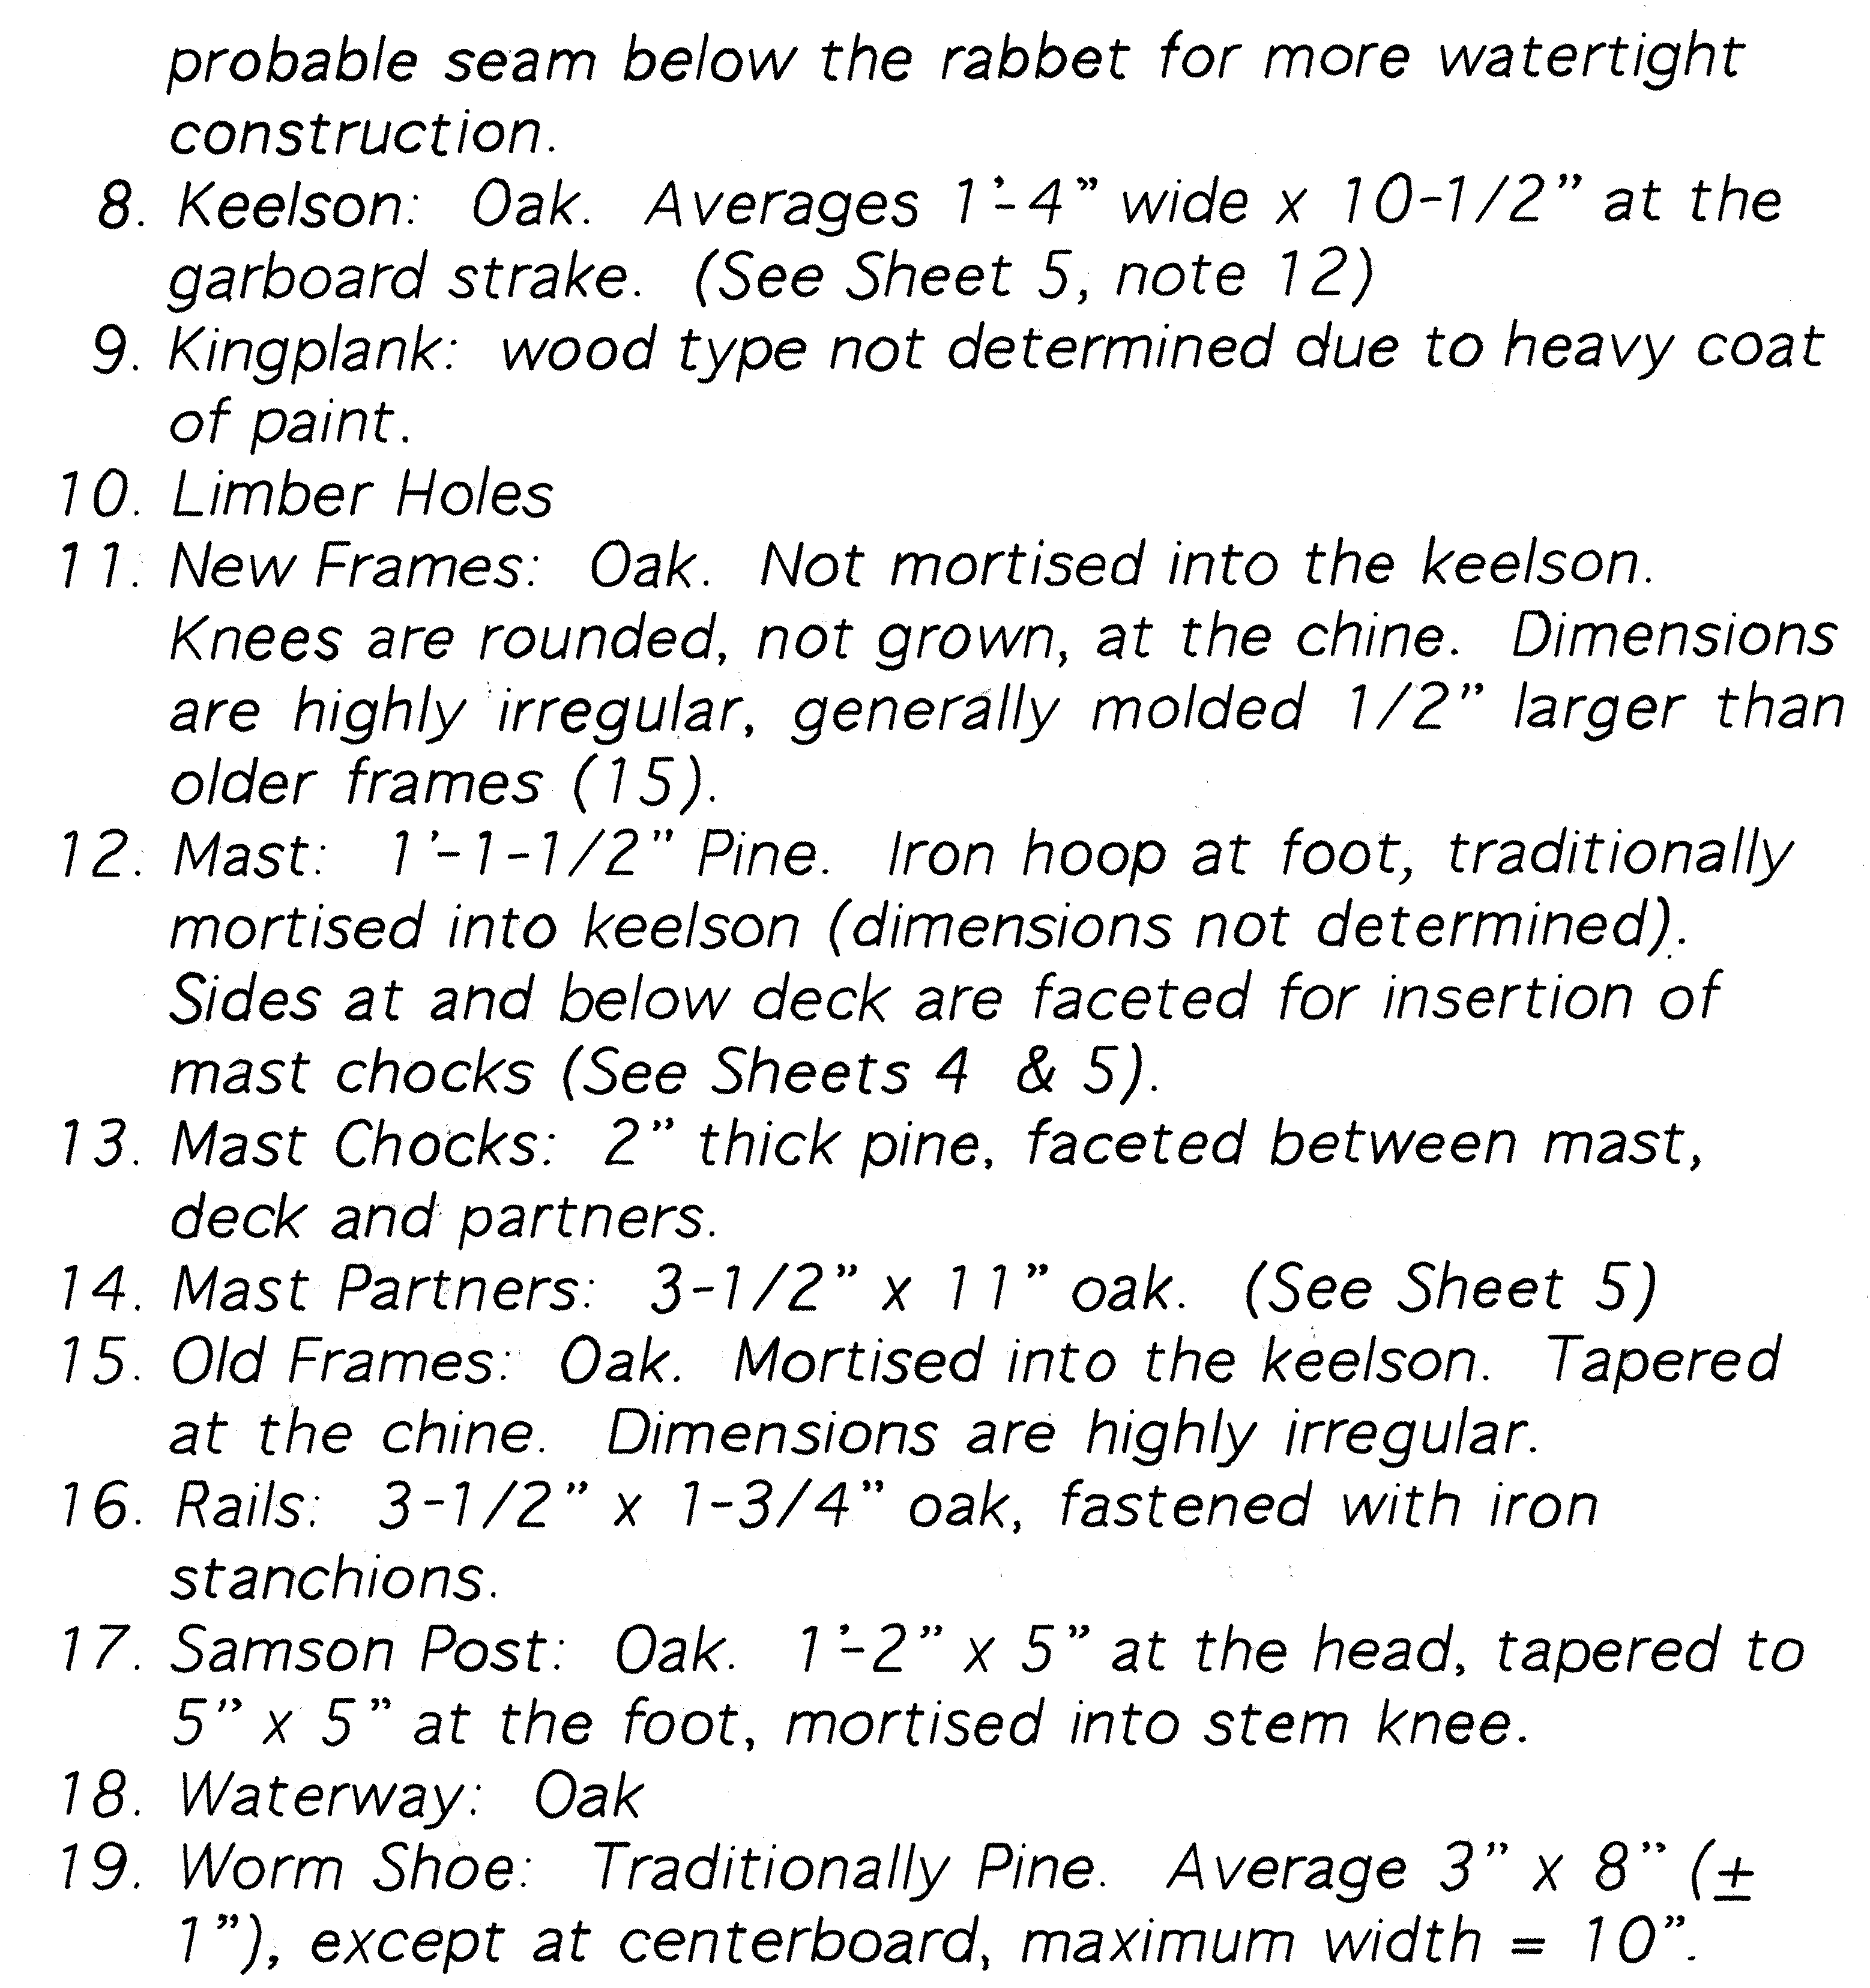 probable seam below the rabbet for more watertight
construction.
8. Keelson: Oak. Averages 1'-4" wide x 10-1/2" at the
garboard strake. (See Sheet 5, note 12)
9. Kingplank: wood type not determined due to heavy coat
of paint.
10. Limber Holes
11. New Frames: Oak. Not mortised into the keelson.
Knees are rounded, not grown, at the chine. Dimensions
are highly irregular, generally molded 1/2" larger than
older frames (15).
12. Mast: 1'-1-1/2" Pine. Iron hoop at foot, traditionally
mortised into keelson (dimensions not determined).
Sides at and below deck are faceted for insertion of
mast chocks (See Sheets 4 & 5).
13. Mast Chocks: 2" thick pine, faceted between mast,
deck and partners.
14. Mast Partners: 3-1/2" x 11" oak. (See Sheet 5)
15. Old Frames: Oak. Mortised into the keelson. Tapered
at the chine. Dimensions are highly irregular.
16. Rails: 3-1/2" x 1-3/4" oak, fastened with iron
stanchions.
17. Samson Post: Oak. 1'-2" x 5" at the head, tapered to
5" x 5" at the foot, mortised into stem knee.
18. Waterway: Oak
19. Worm Shoe: Traditionally Pine. Average 3" x 8" (±
1"), except at centerboard, maximum width = 10".